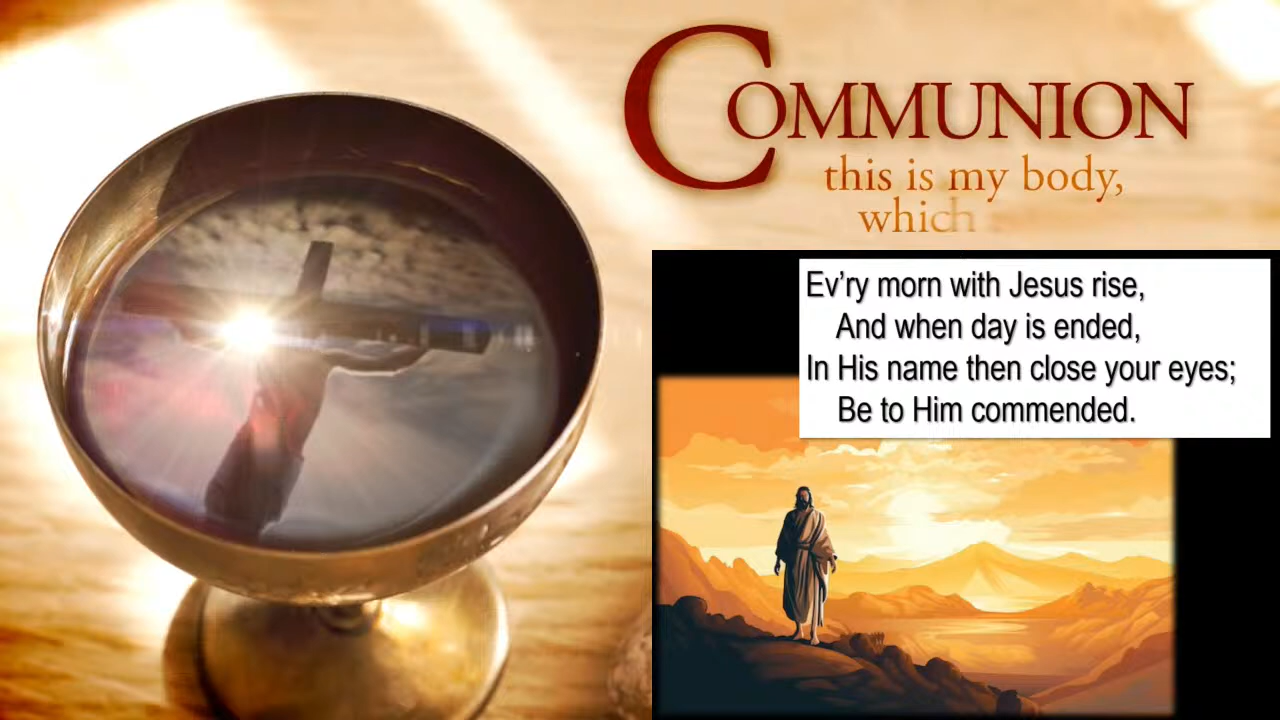 COMMUNION
this is my body,
which
Ev’ry morn with Jesus rise,
And when day is ended,
In His name then close your eyes;
Be to Him commended.